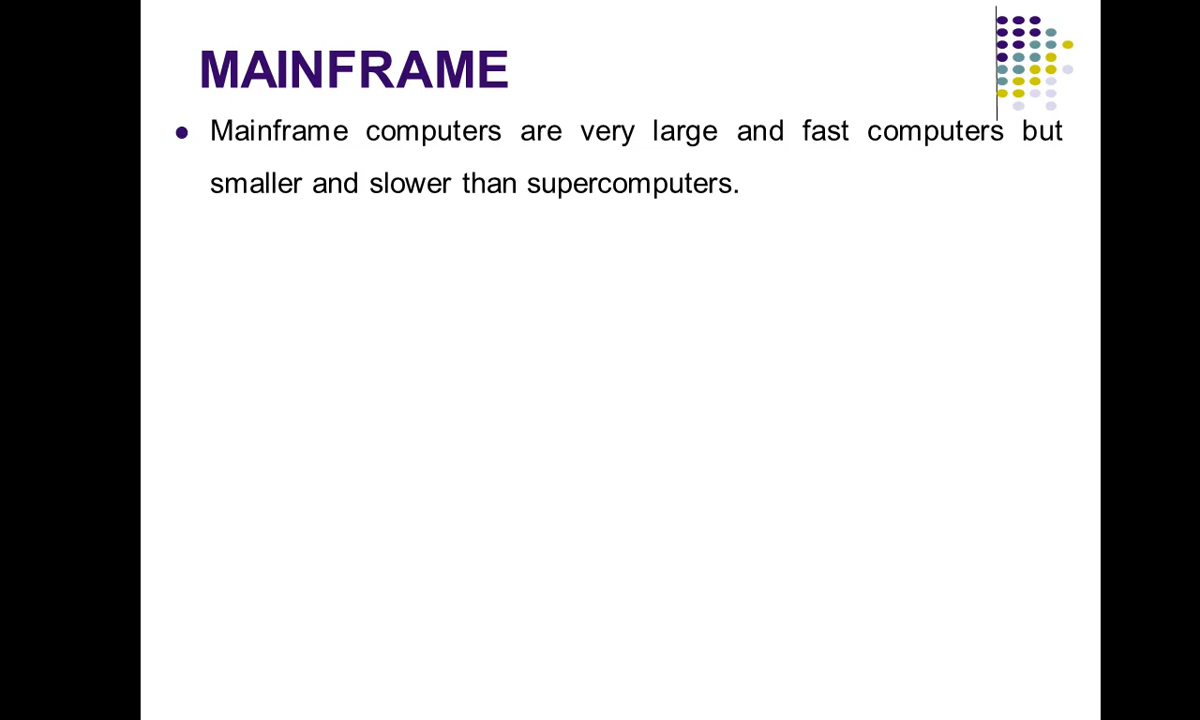 MAINFRAME
● Mainframe computers are very large and fast computers but
smaller and slower than supercomputers.